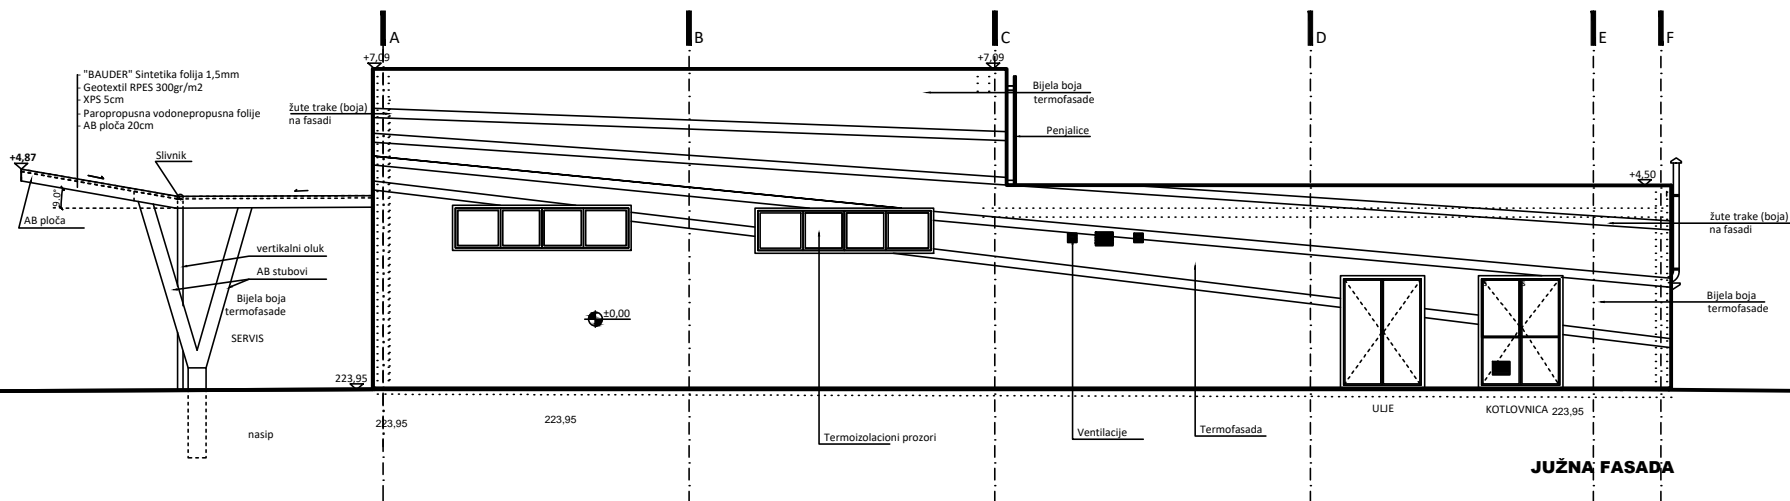 A
B
C
D
E
F
+7,09
+7,09
"BAUDER" Sintetika folija 1,5mm
Geotextil RPES 300gr/m2
XPS 5cm
Paropropusna vodonepropusna folije
AB ploča 20cm
žute trake (boja)
na fasadi
Bijela boja
termofasade
Penjalice
+4,87
Slivnik
+4,50
9,0°
AB ploča
žute trake (boja)
na fasadi
vertikalni oluk
AB stubovi
Bijela boja
termofasade
Bijela boja
termofasade
±0,00
SERVIS
223,95
ULJE
KOTLOVNICA
223,95
223,95
223,95
nasip
Termoizolacioni prozori
Ventilacije
Termofasada
JUŽNA FASADA